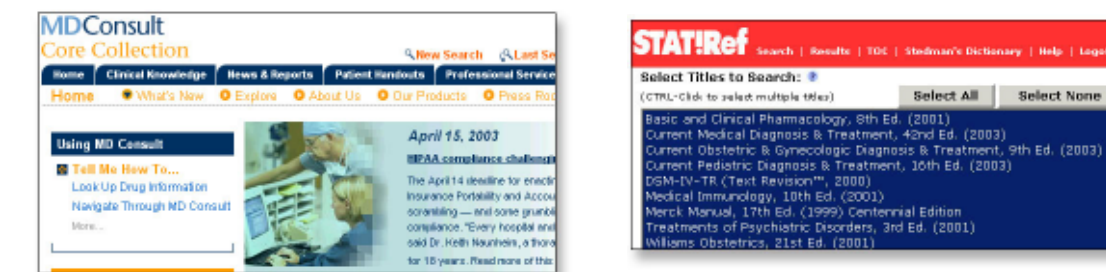 MDConsult
Core Collection
New Search Last Se
Home Clinical Knowledge News & Reports Patient Handouts Professional Service
Home What's New Explore About Us Our Products Press Roo
Using MD Consult
Tell Me How To...
Look Up Drug Information
Navigate Through MD Consult
More...
April 15, 2003
HIPAA compliance challengin
The April 14 deadline for enactin
Insurance Portability and Accou
scrambling — and some grumbli
compliance. "Every hospital and
said Dr. Keith Naunheim, a thora
for 18 years. Read more of this
STAT!Ref Search | Results | TOC | Stedman's Dictionary | Help | Logo
Select Titles to Search:
(CTRL-Click to select multiple titles) Select All Select None
Basic and Clinical Pharmacology, 8th Ed. (2001)
Current Medical Diagnosis & Treatment, 42nd Ed. (2003)
Current Obstetric & Gynecologic Diagnosis & Treatment, 9th Ed. (2003)
Current Pediatric Diagnosis & Treatment, 16th Ed. (2003)
DSM-IV-TR (Text Revision™, 2000)
Medical Immunology, 10th Ed. (2001)
Merck Manual, 17th Ed. (1999) Centennial Edition
Treatments of Psychiatric Disorders, 3rd Ed. (2001)
Williams Obstetrics, 21st Ed. (2001)